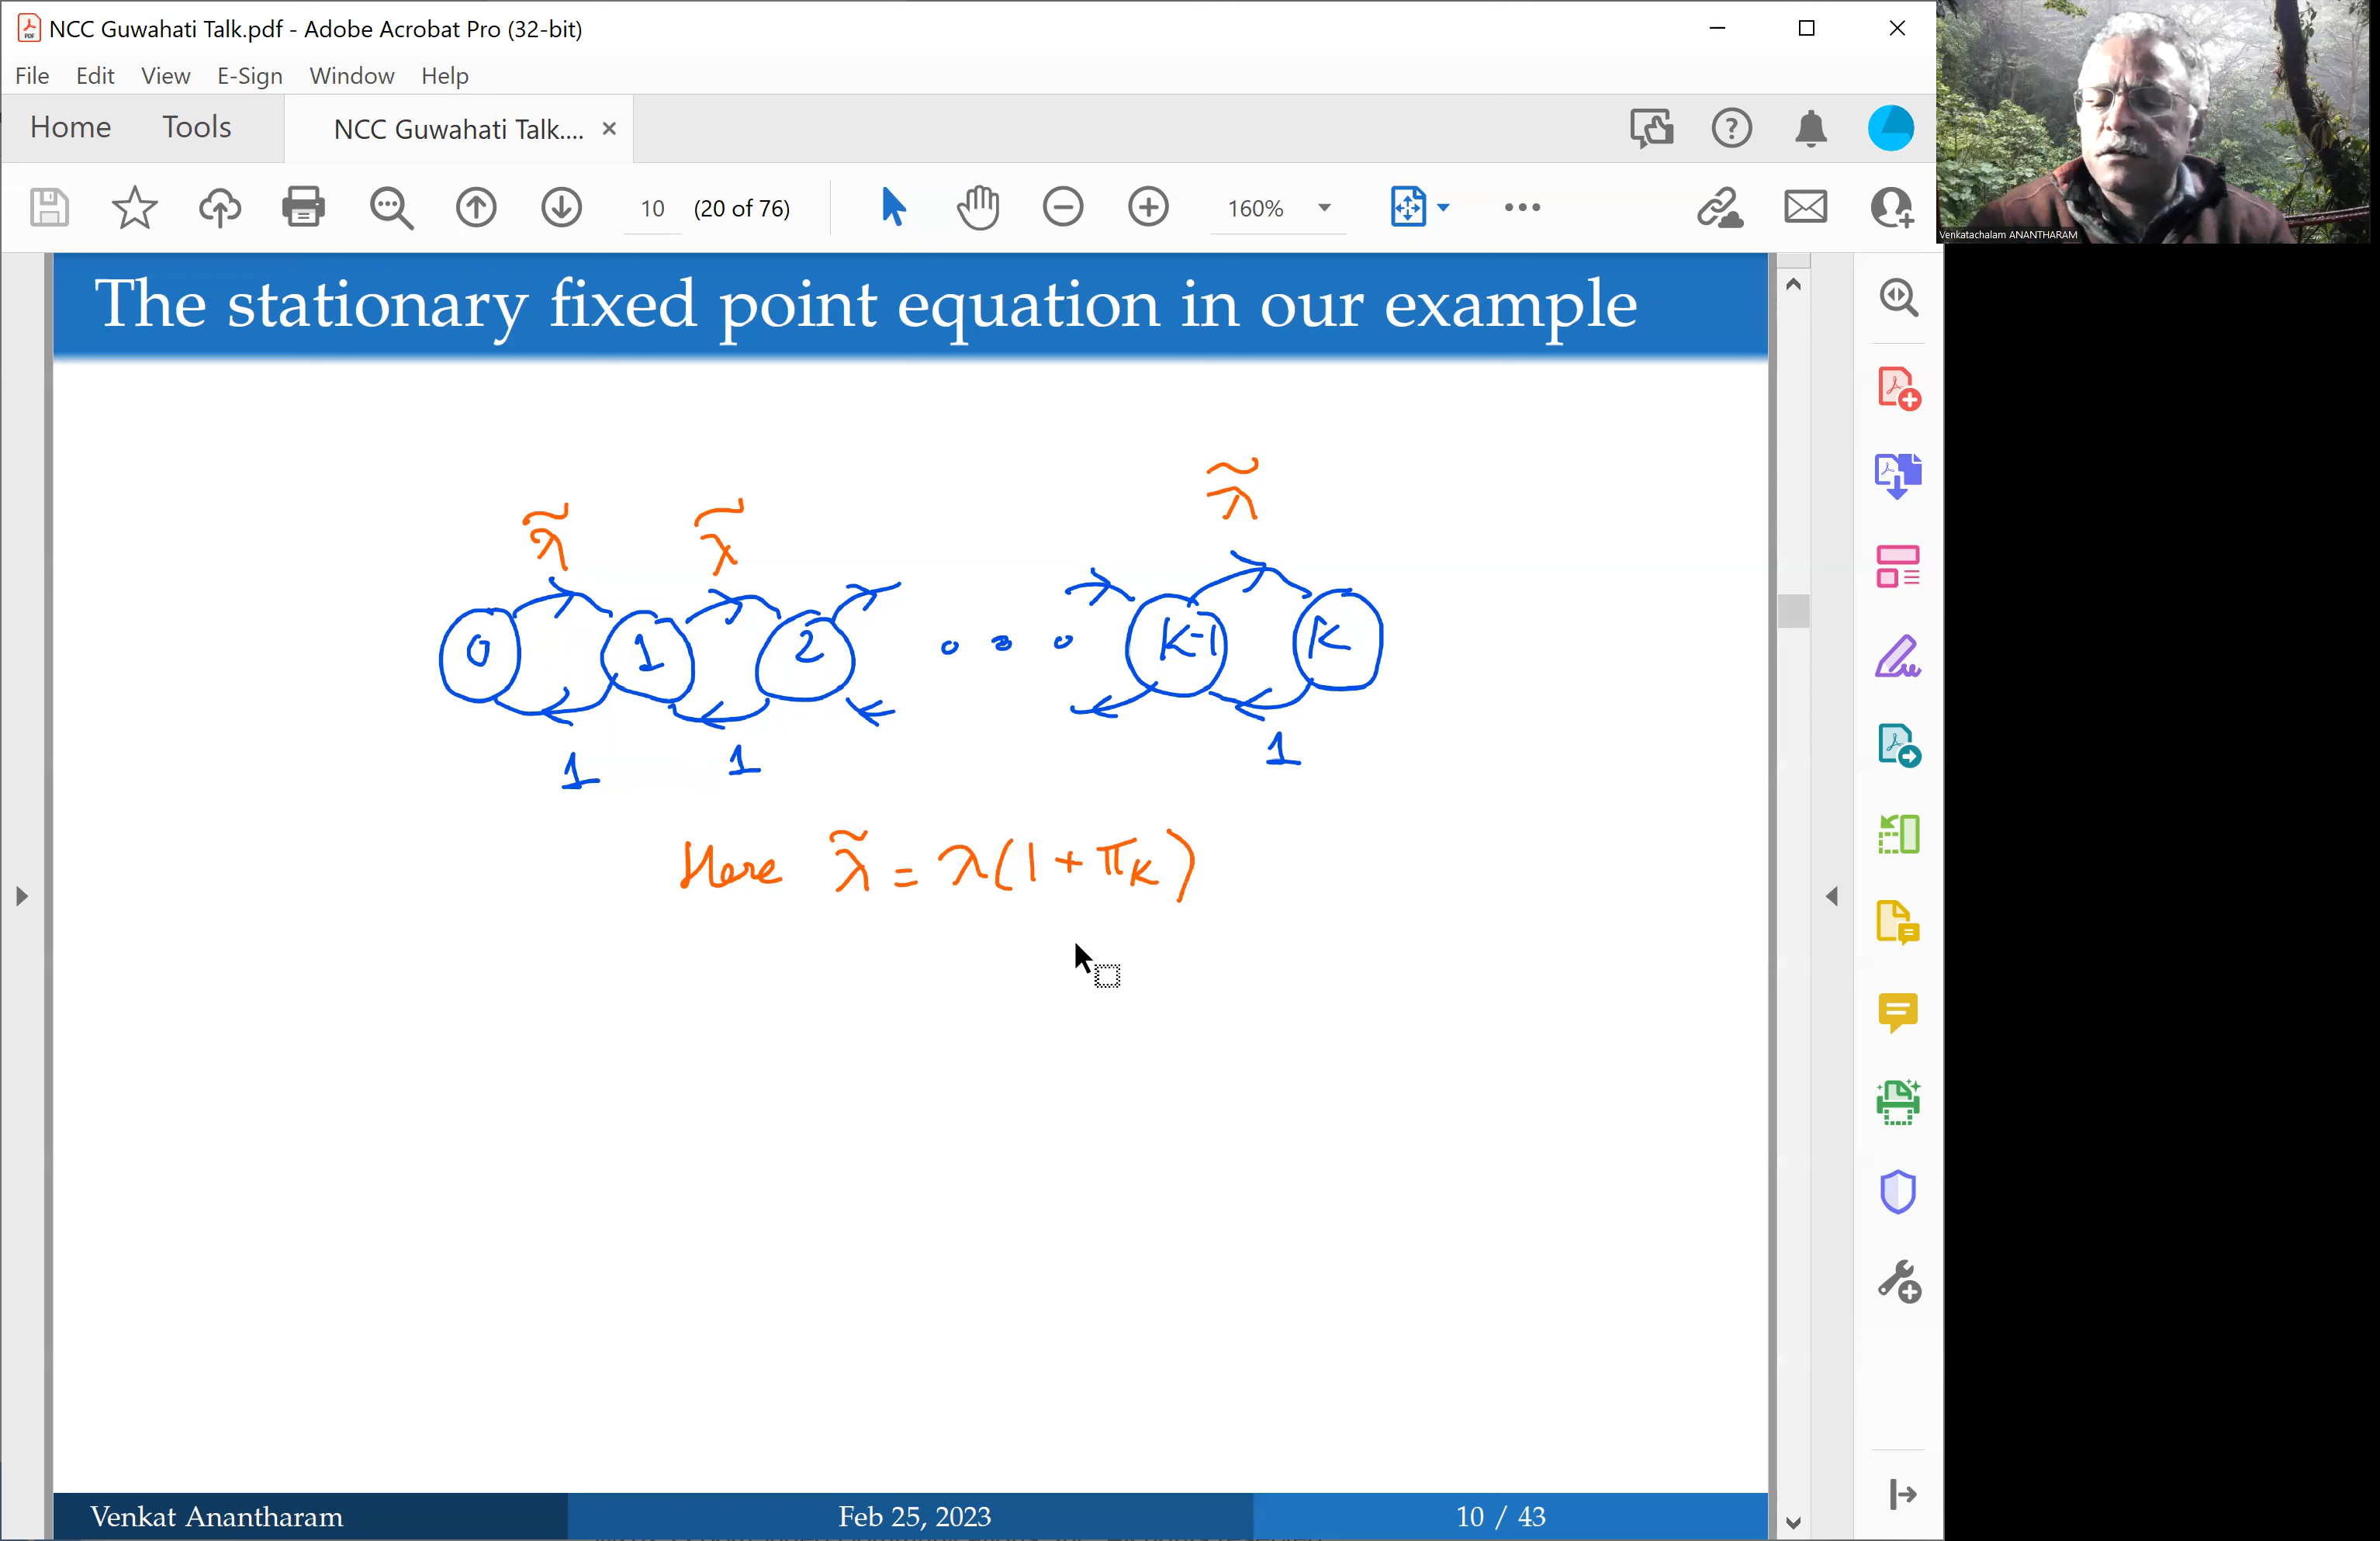 NCC Guwahati Talk.pdf - Adobe Acrobat Pro (32-bit)
File Edit View E-Sign Window Help
Home Tools NCC Guwahati Talk.... ×
10 (20 of 76) 160%
Venkatachalam ANANTHARAM
The stationary fixed point equation in our example
λ̃ λ̃ λ̃
0 1 2 K-1 K
1 1 1
Here λ̃ = λ(1 + π_K)
Venkat Anantharam Feb 25, 2023 10 / 43